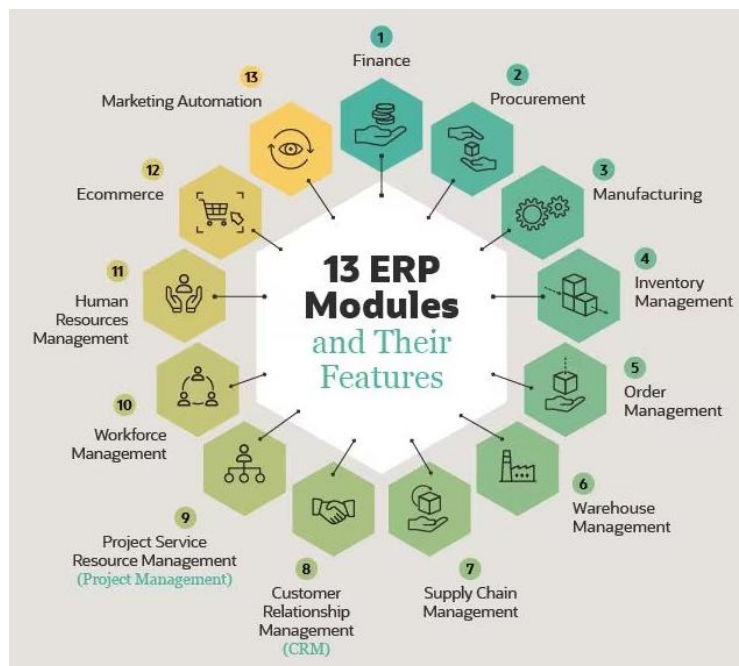 13 ERP
Modules
and Their
Features
1
Finance
2
Procurement
3
Manufacturing
4
Inventory
Management
5
Order
Management
6
Warehouse
Management
7
Supply Chain
Management
8
Customer
Relationship
Management
(CRM)
9
Project Service
Resource Management
(Project Management)
10
Workforce
Management
11
Human
Resources
Management
12
Ecommerce
13
Marketing Automation